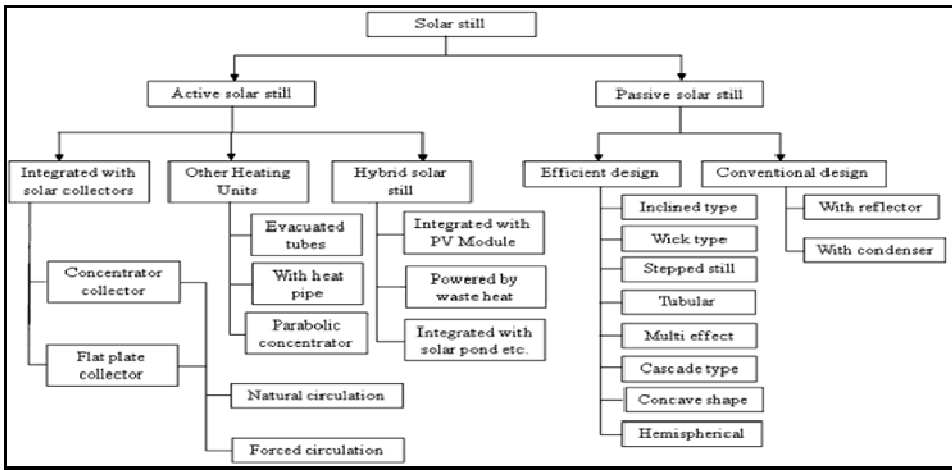 Solar still
Active solar still
Passive solar still
Integrated with
solar collectors
Other Heating
Units
Hybrid solar
still
Efficient design
Conventional design
Concentrator
collector
Flat plate
collector
Natural circulation
Forced circulation
Evacuated
tubes
With heat
pipe
Parabolic
concentrator
Integrated with
PV Module
Powered by
waste heat
Integrated with
solar pond etc.
Inclined type
Wick type
Stepped still
Tubular
Multi effect
Cascade type
Concave shape
Hemispherical
With reflector
With condenser